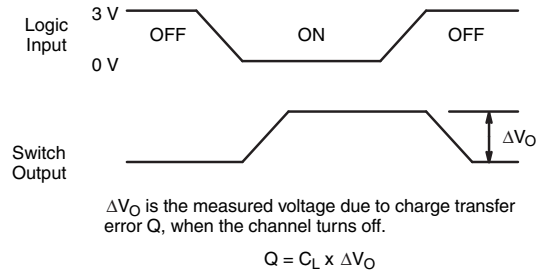 Logic
Input
3 V
0 V
OFF
ON
OFF
Switch
Output
ΔVO
ΔVO is the measured voltage due to charge transfer
error Q, when the channel turns off.
Q = CL x ΔVO